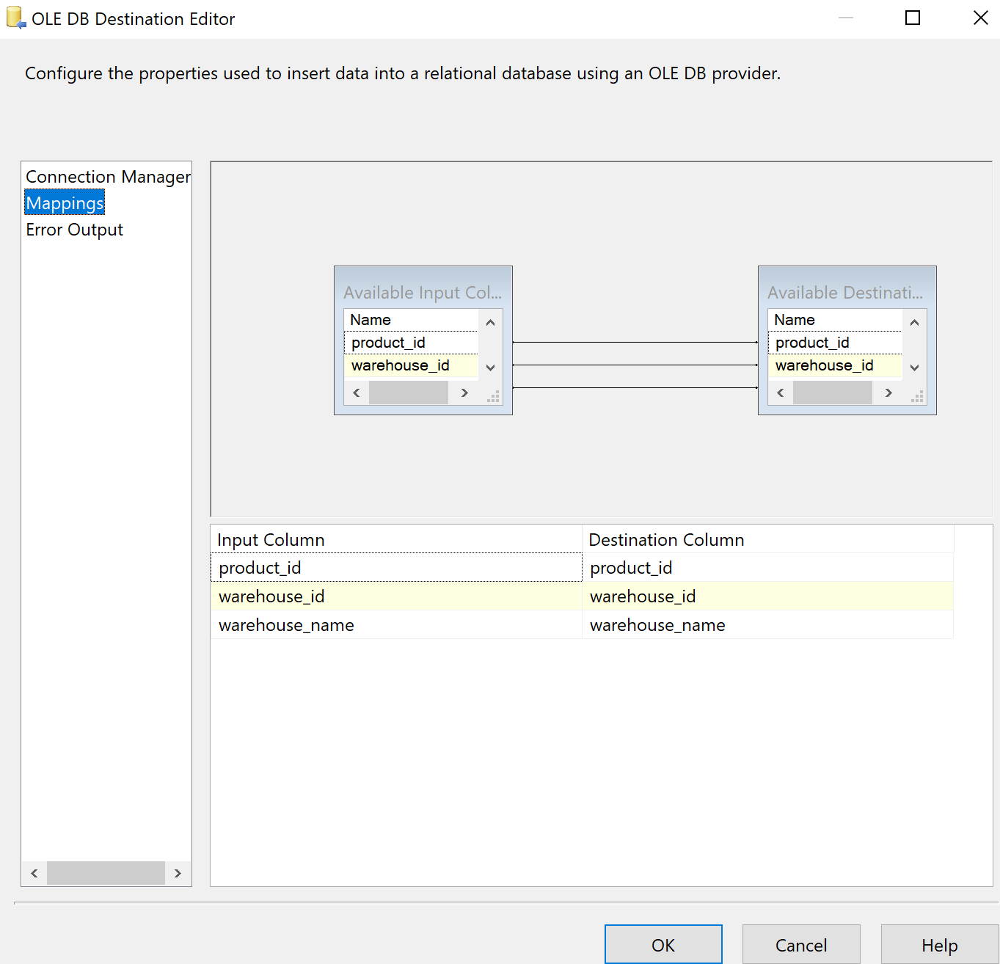 OLE DB Destination Editor
Configure the properties used to insert data into a relational database using an OLE DB provider.
Connection Manager
Mappings
Error Output
Available Input Col...
Name
product_id
warehouse_id
Available Destinati...
Name
product_id
warehouse_id
Input Column Destination Column
product_id product_id
warehouse_id warehouse_id
warehouse_name warehouse_name
OK Cancel Help